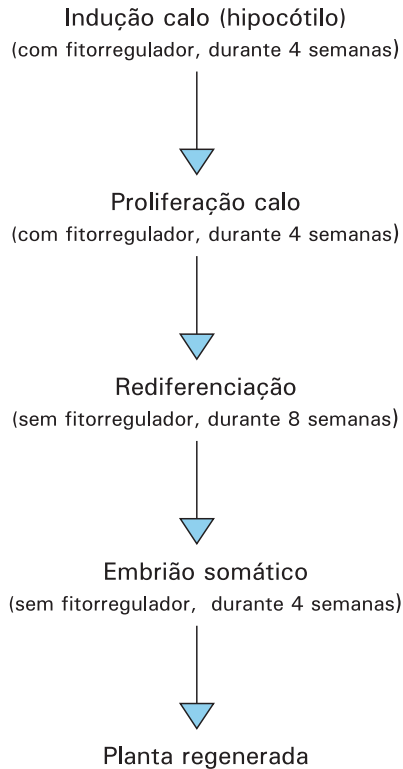 Indução calo (hipocótilo)
(com fitorregulador, durante 4 semanas)
Proliferação calo
(com fitorregulador, durante 4 semanas)
Rediferenciação
(sem fitorregulador, durante 8 semanas)
Embrião somático
(sem fitorregulador, durante 4 semanas)
Planta regenerada